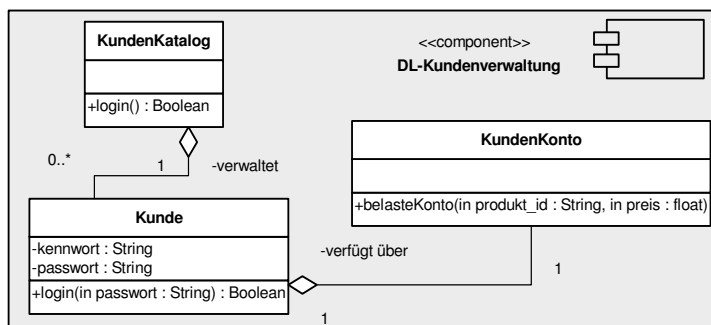 KundenKatalog
+login() : Boolean
<<component>>
DL-Kundenverwaltung
0..*
1
-verwaltet
KundenKonto
+belasteKonto(in produkt_id : String, in preis : float)
Kunde
-kennwort : String
-passwort : String
+login(in passwort : String) : Boolean
-verfügt über
1
1